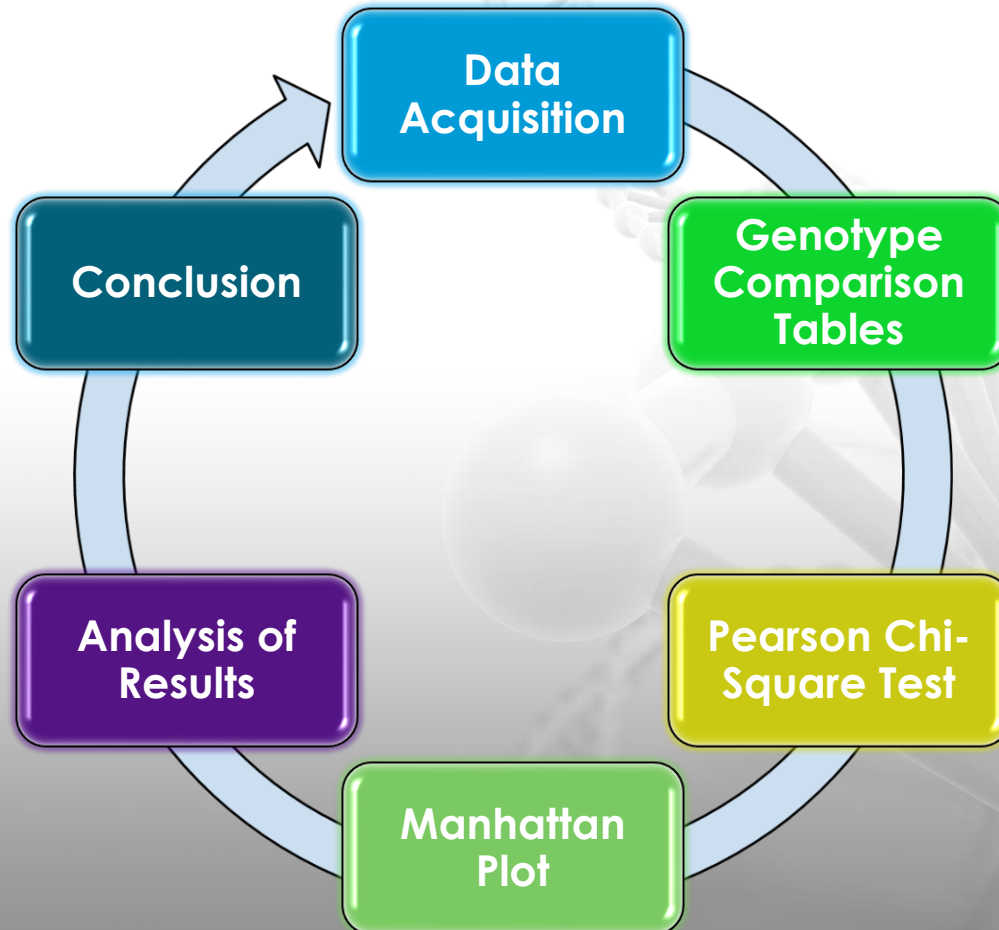 Data
Acquisition
Genotype
Comparison
Tables
Pearson Chi-
Square Test
Manhattan
Plot
Analysis of
Results
Conclusion